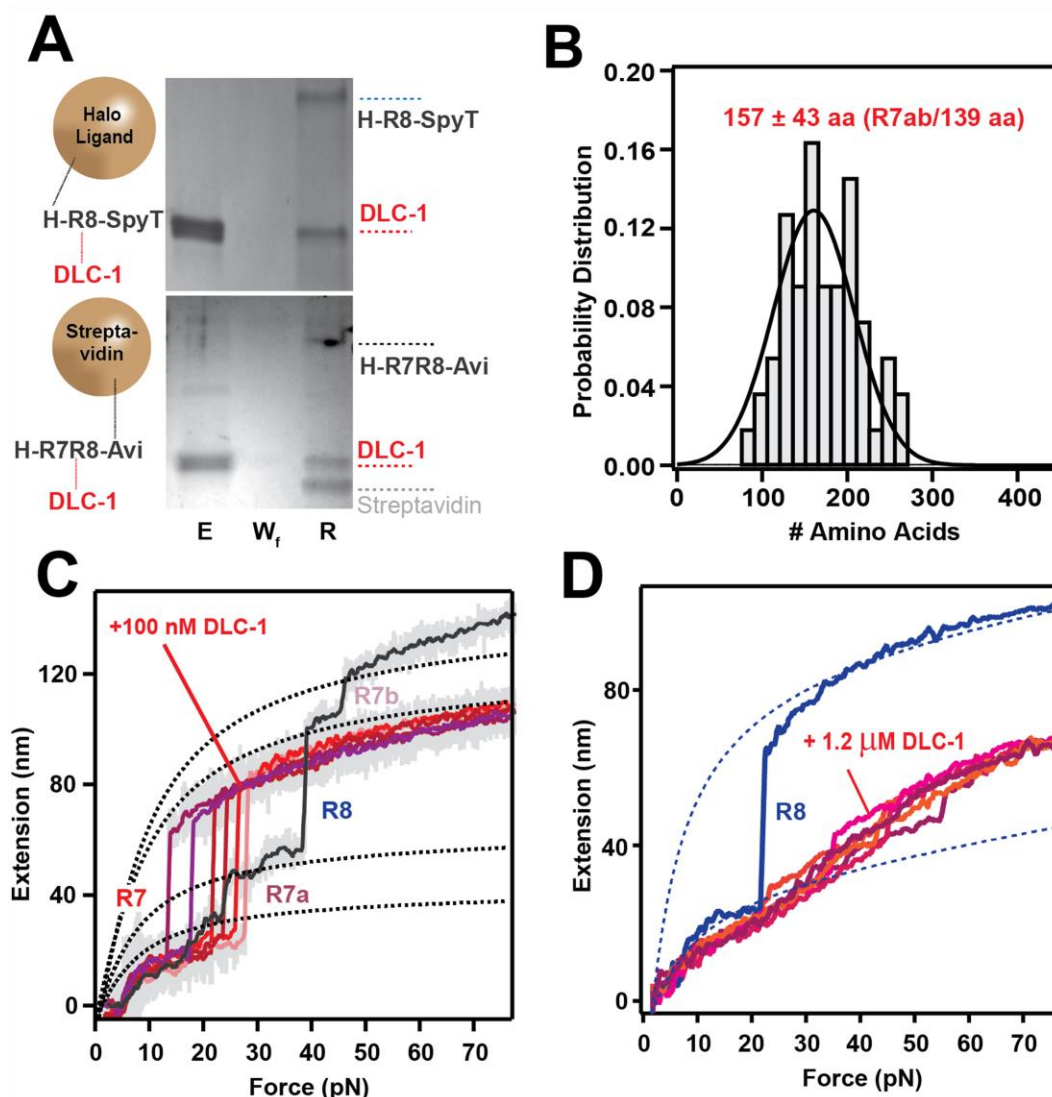 A
Halo
Ligand
H-R8-SpyT
DLC-1
H-R8-SpyT
DLC-1
Strepta-
vidin
H-R7R8-Avi
DLC-1
H-R7R8-Avi
DLC-1
Streptavidin
E Wf R
B
Probability Distribution
0.20
0.16
0.12
0.08
0.04
0.00
157 ± 43 aa (R7ab/139 aa)
0 100 200 300 400
# Amino Acids
C
Extension (nm)
120
80
40
0
+100 nM DLC-1
R7b
R8
R7
R7a
0 10 20 30 40 50 60 70
Force (pN)
D
Extension (nm)
80
40
0
+ 1.2 μM DLC-1
R8
0 10 20 30 40 50 60 70
Force (pN)